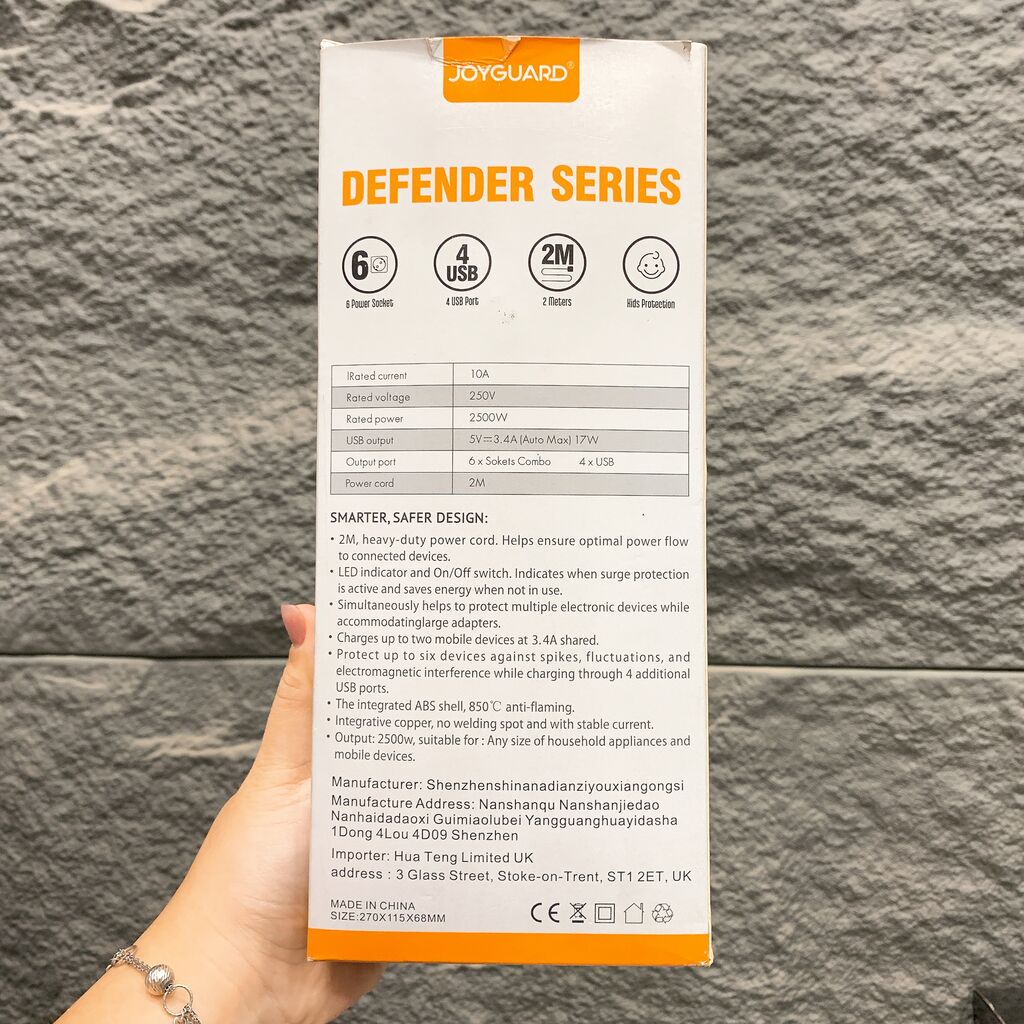 JOYGUARD®
DEFENDER SERIES
6
4 USB
2M
6 Power Socket
4 USB Port
2 Meters
Kids Protection
IRated current 10A
Rated voltage 250V
Rated power 2500W
USB output 5V⎓3.4A (Auto Max) 17W
Output port 6 x Sokets Combo 4 x USB
Power cord 2M
SMARTER, SAFER DESIGN:
• 2M, heavy-duty power cord. Helps ensure optimal power flow
to connected devices.
• LED indicator and On/Off switch. Indicates when surge protection
is active and saves energy when not in use.
• Simultaneously helps to protect multiple electronic devices while
accommodatinglarge adapters.
• Charges up to two mobile devices at 3.4A shared.
• Protect up to six devices against spikes, fluctuations, and
electromagnetic interference while charging through 4 additional
USB ports.
• The integrated ABS shell, 850℃ anti-flaming.
• Integrative copper, no welding spot and with stable current.
• Output: 2500w, suitable for : Any size of household appliances and
mobile devices.
Manufacturer: Shenzhenshinanadianziyouxiangongsi
Manufacture Address: Nanshanqu Nanshanjiedao
Nanhaidadaoxi Guimiaolubei Yangguanghuayidasha
1Dong 4Lou 4D09 Shenzhen
Importer: Hua Teng Limited UK
address : 3 Glass Street, Stoke-on-Trent, ST1 2ET, UK
MADE IN CHINA
SIZE:270X115X68MM
CE